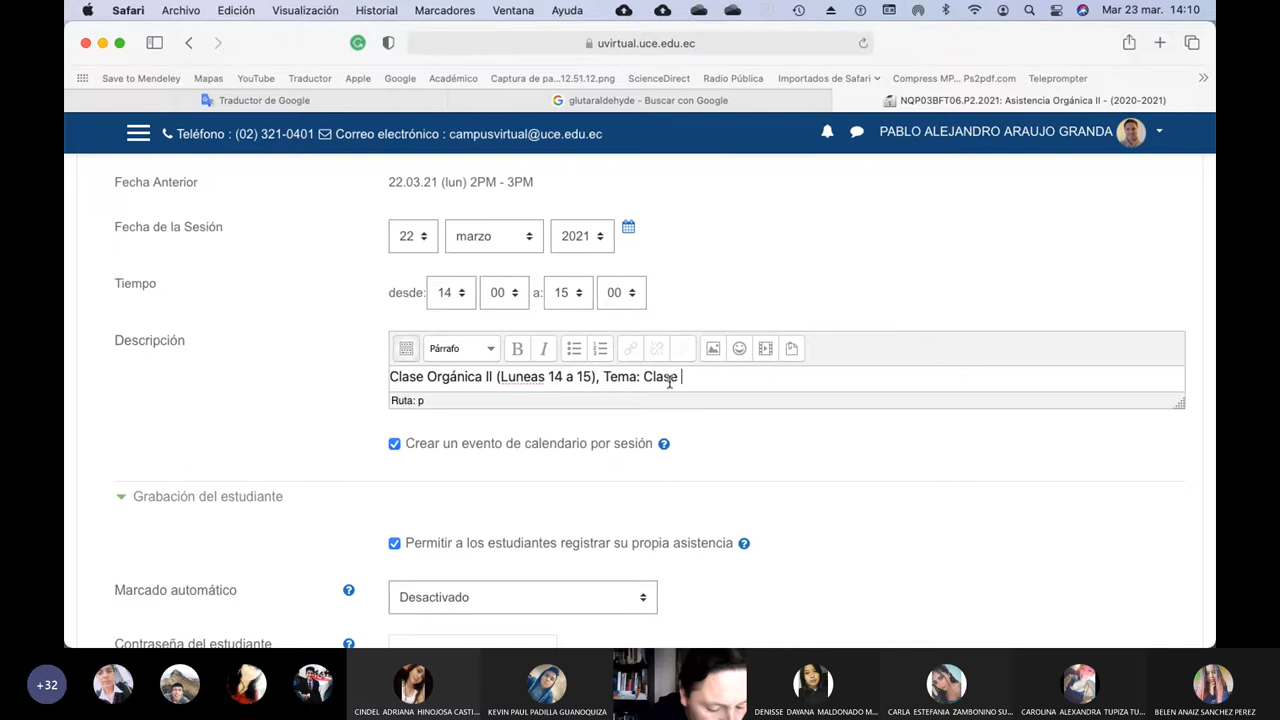 Safari Archivo Edición Visualización Historial Marcadores Ventana Ayuda Mar 23 mar. 14:10
uvirtual.uce.edu.ec
Save to Mendeley Mapas YouTube Traductor Apple Google Académico Captura de pa...12.51.12.png ScienceDirect Radio Pública Importados de Safari Compress MP... Ps2pdf.com Teleprompter
Traductor de Google glutaraldehyde - Buscar con Google NQP03BFT06.P2.2021: Asistencia Orgánica II - (2020-2021)
Teléfono : (02) 321-0401 Correo electrónico : campusvirtual@uce.edu.ec PABLO ALEJANDRO ARAUJO GRANDA
Fecha Anterior 22.03.21 (lun) 2PM - 3PM
Fecha de la Sesión 22 marzo 2021
Tiempo desde: 14 00 a: 15 00
Descripción Párrafo B I
Clase Orgánica II (Luneas 14 a 15), Tema: Clase
Ruta: p
Crear un evento de calendario por sesión
Grabación del estudiante
Permitir a los estudiantes registrar su propia asistencia
Marcado automático Desactivado
Contraseña del estudiante
+32
CINDEL ADRIANA HINOJOSA CASTI... KEVIN PAUL PADILLA GUANOQUIZA DENISSE DAYANA MALDONADO M... CARLA ESTEFANIA ZAMBONINO SU... CAROLINA ALEXANDRA TUPIZA TU... BELEN ANAIZ SANCHEZ PEREZ